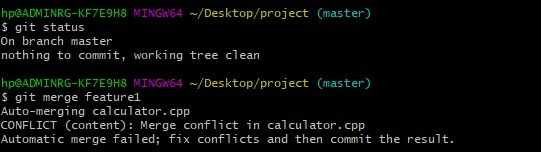 hp@ADMINRG-KF7E9H8 MINGW64 ~/Desktop/project (master)
$ git status
On branch master
nothing to commit, working tree clean
hp@ADMINRG-KF7E9H8 MINGW64 ~/Desktop/project (master)
$ git merge feature1
Auto-merging calculator.cpp
CONFLICT (content): Merge conflict in calculator.cpp
Automatic merge failed; fix conflicts and then commit the result.